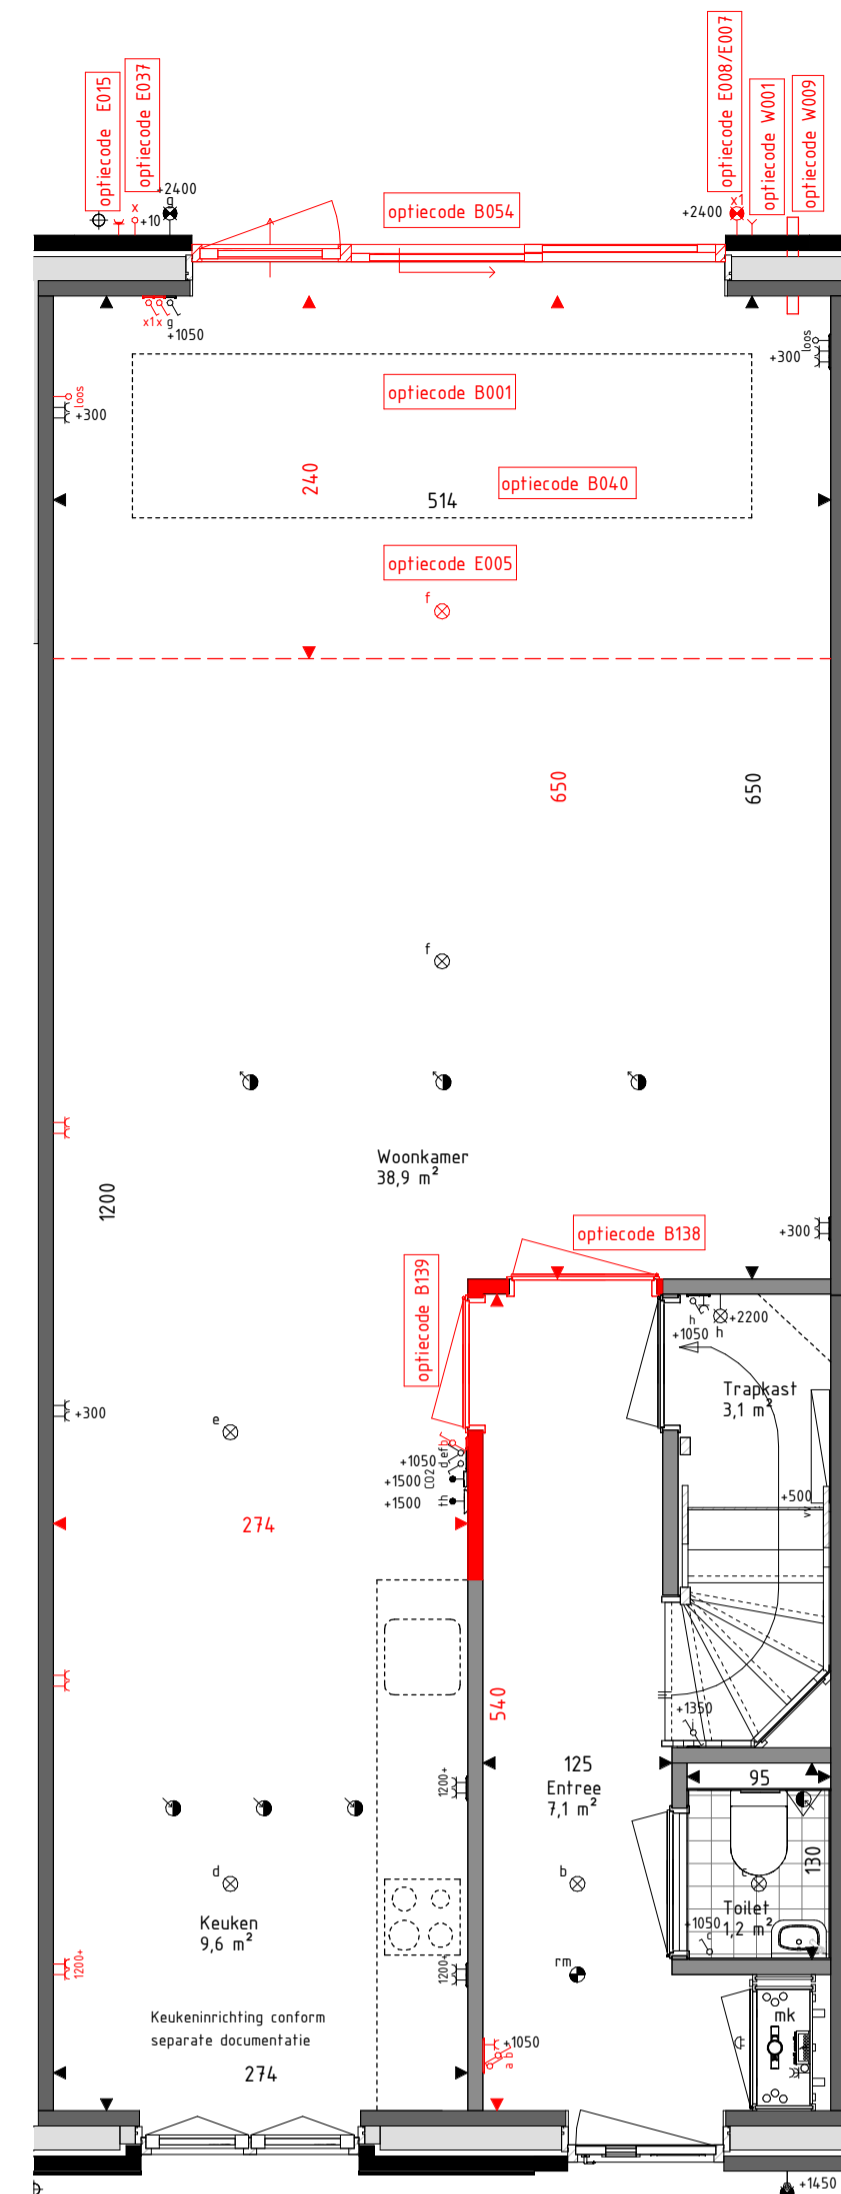 optiecode E015
optiecode E037
optiecode E008/E007
optiecode W001
optiecode W009
+2400
g
x
+10
optiecode B054
x1
+2400
x1 x g
+1050
loos
+300
loos
+300
optiecode B001
240
optiecode B040
514
optiecode E005
f
650
650
f
Woonkamer
38,9 m²
1200
optiecode B138
+300
optiecode B139
h
+1050
h
+2200
Trapkast
3,1 m²
+300
e
b
def
+1050
CO2
+1500
th
+1500
+500
vv
274
540
+1350
125
Entree
7,1 m²
95
1200+
130
d
b
c
Keuken
9,6 m²
Toilet
1,2 m²
+1050
c
rm
1200+
1200+
mk
Keukeninrichting conform
separate documentatie
+1050
a b
274
+1450